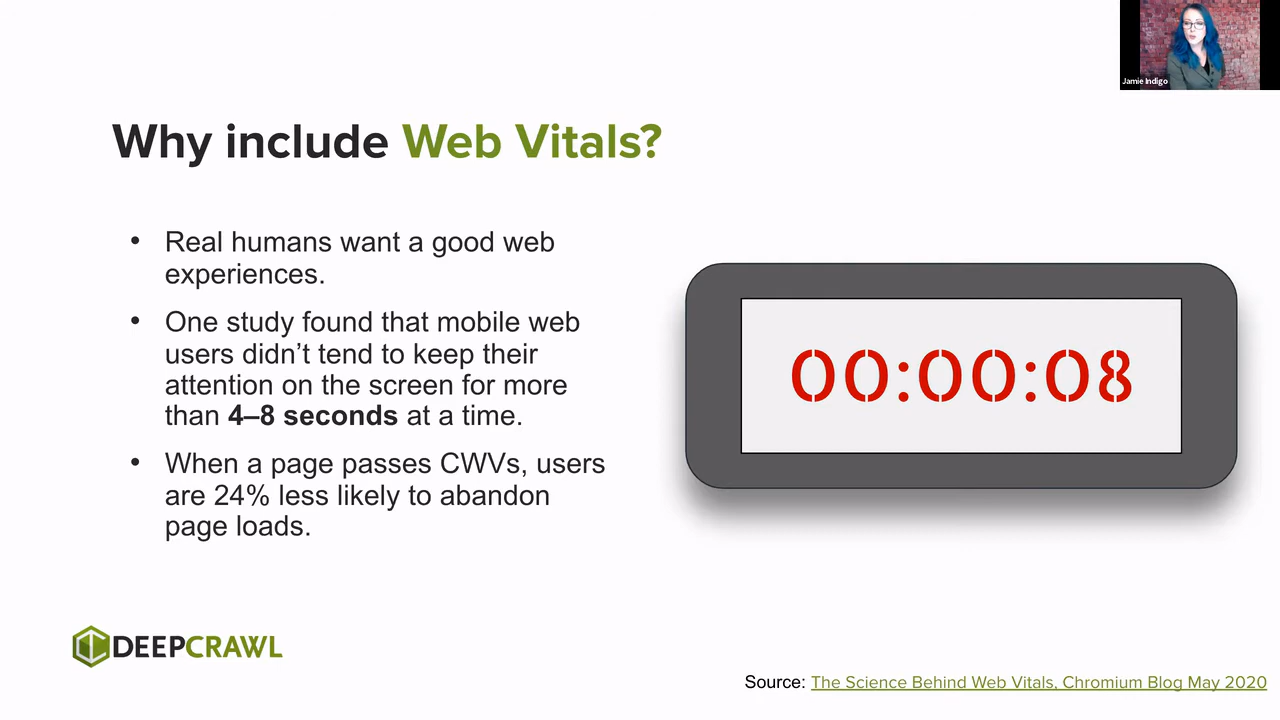 Jamie Indigo
Why include Web Vitals?
• Real humans want a good web
experiences.
• One study found that mobile web
users didn’t tend to keep their
attention on the screen for more
than 4–8 seconds at a time.
• When a page passes CWVs, users
are 24% less likely to abandon
page loads.
00:00:08
DEEPCRAWL
Source: The Science Behind Web Vitals, Chromium Blog May 2020